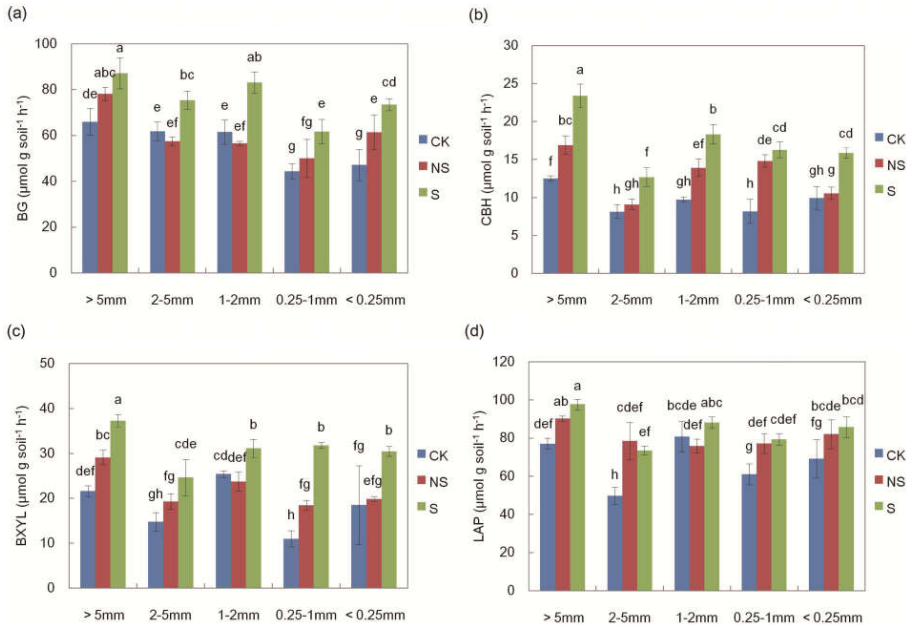 (a)
100
80
60
40
20
0
BG (μmol g soil⁻¹ h⁻¹)
de abc a
e ef bc
e ef ab
g fg ef
g e cd
> 5mm 2-5mm 1-2mm 0.25-1mm < 0.25mm
CK
NS
S
(b)
30
25
20
15
10
5
0
CBH (μmol g soil⁻¹ h⁻¹)
f bc a
h gh f
gh ef b
h de cd
gh g cd
> 5mm 2-5mm 1-2mm 0.25-1mm < 0.25mm
CK
NS
S
(c)
50
40
30
20
10
0
BXYL (μmol g soil⁻¹ h⁻¹)
def bc a
gh fg cde
cd def b
h fg b
fg efg b
> 5mm 2-5mm 1-2mm 0.25-1mm < 0.25mm
CK
NS
S
(d)
120
100
80
60
40
20
0
LAP (μmol g soil⁻¹ h⁻¹)
def ab a
h cdef ef
bcde def abc
g def cdef
fg bcde bcd
> 5mm 2-5mm 1-2mm 0.25-1mm < 0.25mm
CK
NS
S